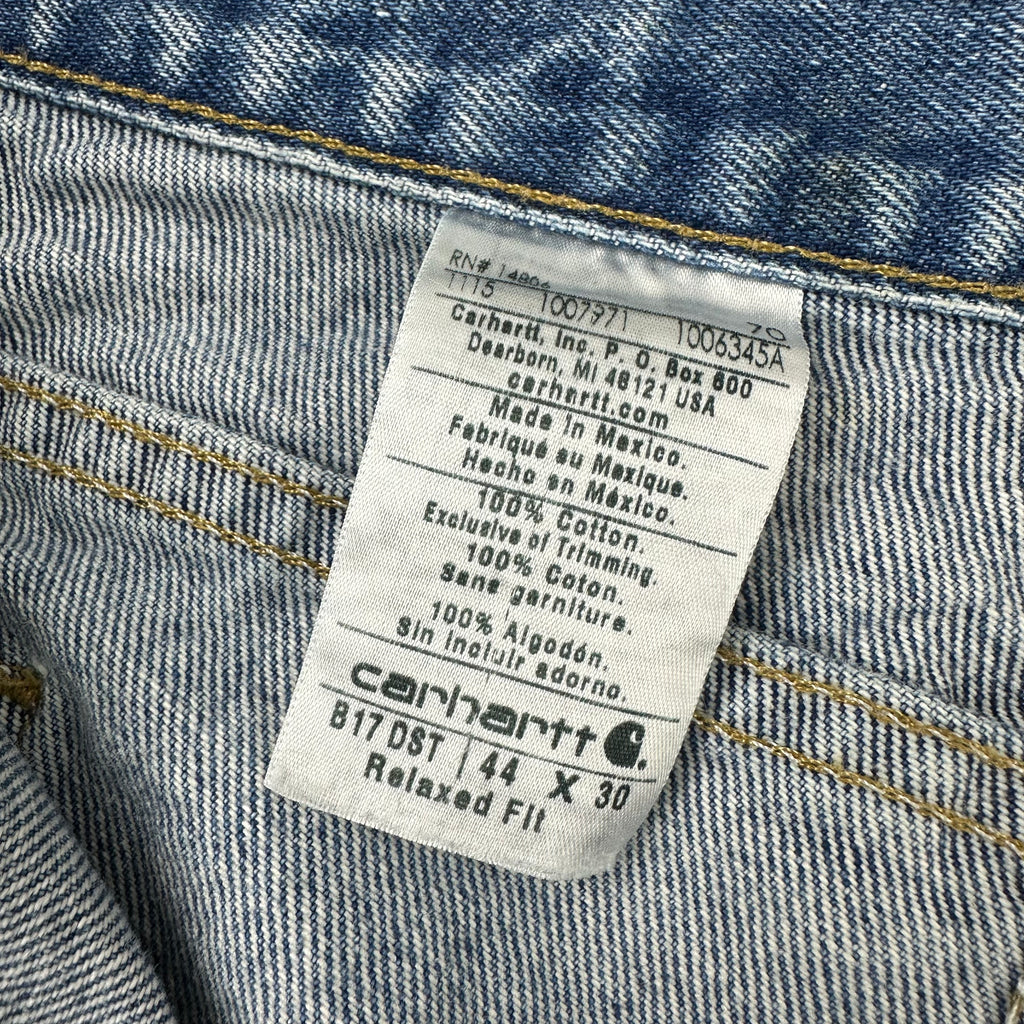 RN# 14806
1115 1007971 1006345A
70
Carhartt, Inc. P. O. Box 600
Dearborn, MI 48121 USA
carhartt.com
Made in Mexico.
Fabriqué au Mexique.
Hecho en México.
100% Cotton.
Exclusive of Trimming.
100% Coton.
Sans garniture.
100% Algodón.
Sin incluir adorno.
carhartt
B17 DST | 44 X 30
Relaxed Fit